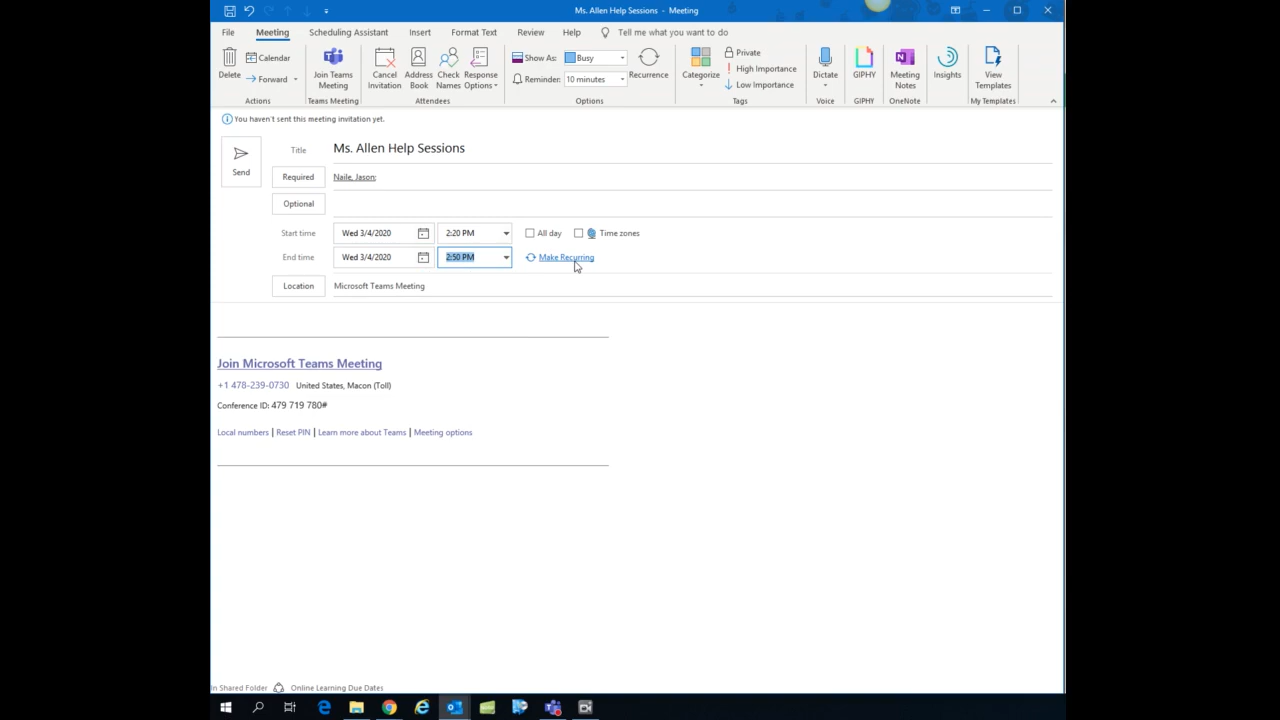 Ms. Allen Help Sessions - Meeting
File Meeting Scheduling Assistant Insert Format Text Review Help Tell me what you want to do
Delete Calendar Forward Join Teams Meeting Cancel Invitation Address Book Check Names Response Options Show As: Busy Reminder: 10 minutes Recurrence Categorize Private High Importance Low Importance Dictate GIPHY Meeting Notes Insights View Templates
Actions Teams Meeting Attendees Options Tags Voice GIPHY OneNote My Templates
You haven't sent this meeting invitation yet.
Send
Title Ms. Allen Help Sessions
Required Naile, Jason;
Optional
Start time Wed 3/4/2020 2:20 PM All day Time zones
End time Wed 3/4/2020 2:50 PM Make Recurring
Location Microsoft Teams Meeting
Join Microsoft Teams Meeting
+1 478-239-0730 United States, Macon (Toll)
Conference ID: 479 719 780#
Local numbers | Reset PIN | Learn more about Teams | Meeting options
In Shared Folder Online Learning Due Dates